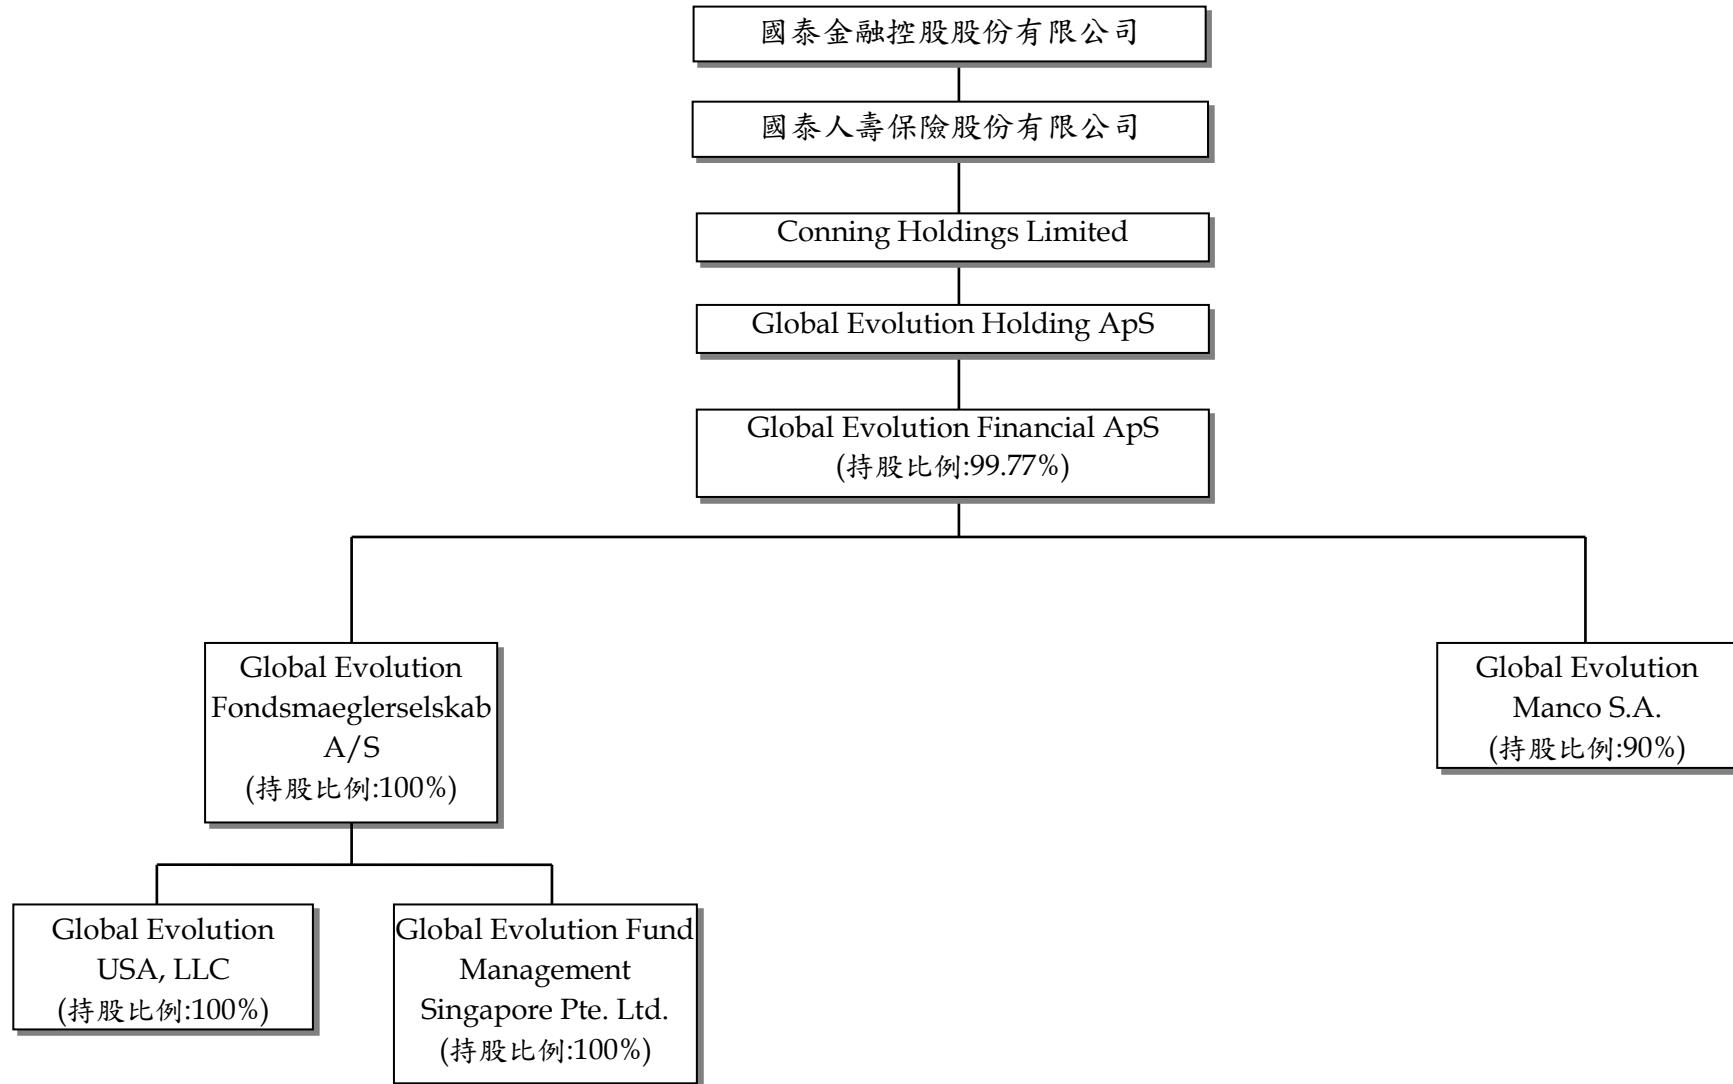 國泰金融控股股份有限公司
國泰人壽保險股份有限公司
Conning Holdings Limited
Global Evolution Holding ApS
Global Evolution Financial ApS
(持股比例:99.77%)
Global Evolution
Fondsmaeglerselskab
A/S
(持股比例:100%)
Global Evolution
Manco S.A.
(持股比例:90%)
Global Evolution
USA, LLC
(持股比例:100%)
Global Evolution Fund
Management
Singapore Pte. Ltd.
(持股比例:100%)